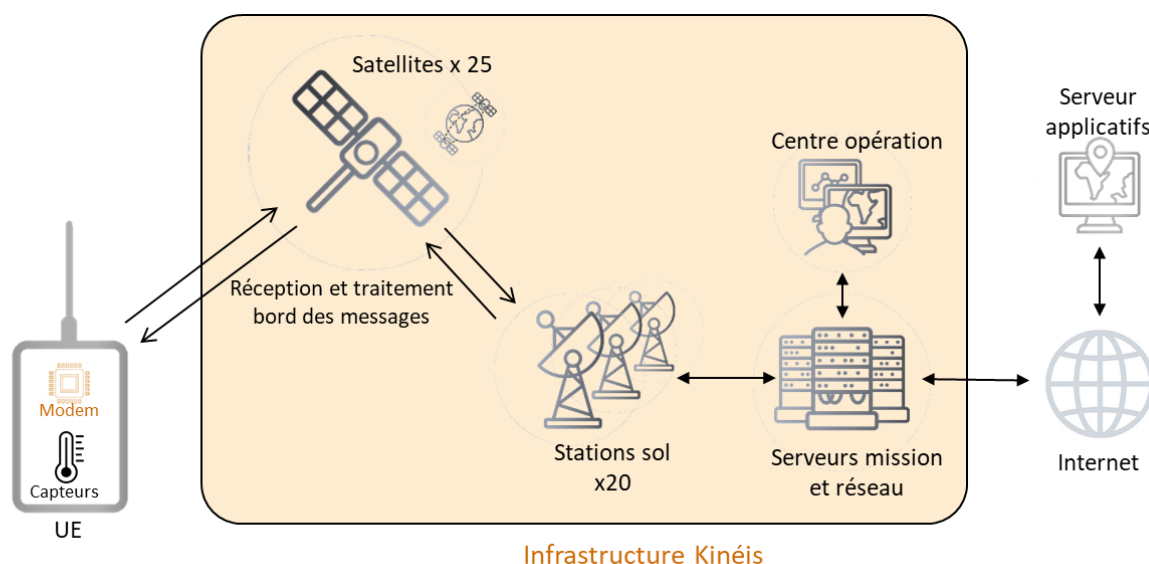 Satellites x 25
Serveur
applicatifs
Centre opération
Réception et traitement
bord des messages
Modem
Capteurs
UE
Stations sol
x20
Serveurs mission
et réseau
Internet
Infrastructure Kinéis